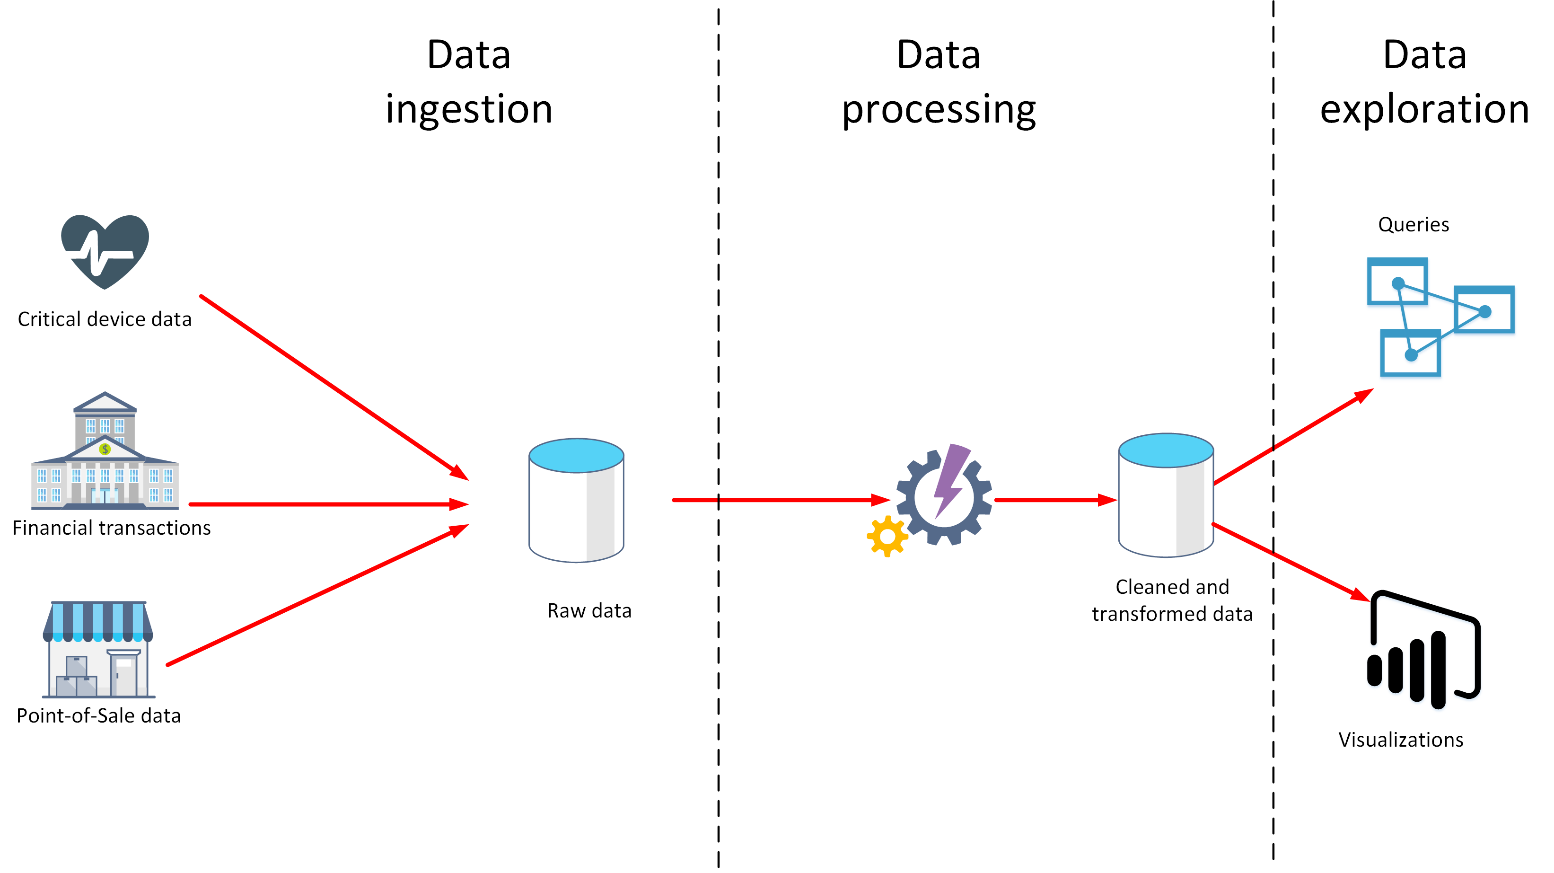 Data
ingestion
Data
processing
Data
exploration
Critical device data
Financial transactions
Point-of-Sale data
Raw data
Cleaned and
transformed data
Queries
Visualizations